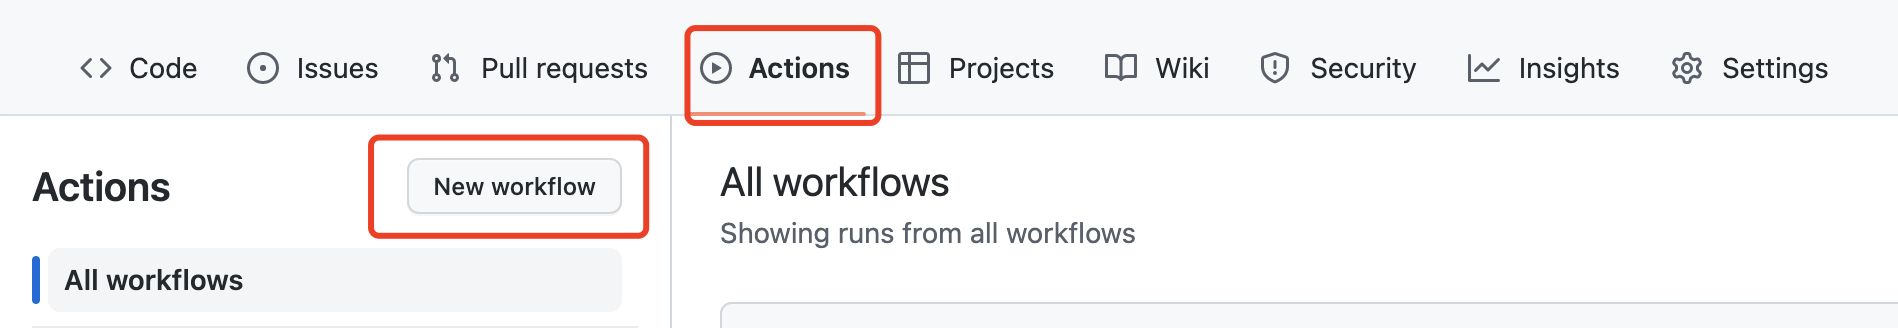 Code Issues Pull requests Actions Projects Wiki Security Insights Settings
Actions
New workflow
All workflows
All workflows
Showing runs from all workflows